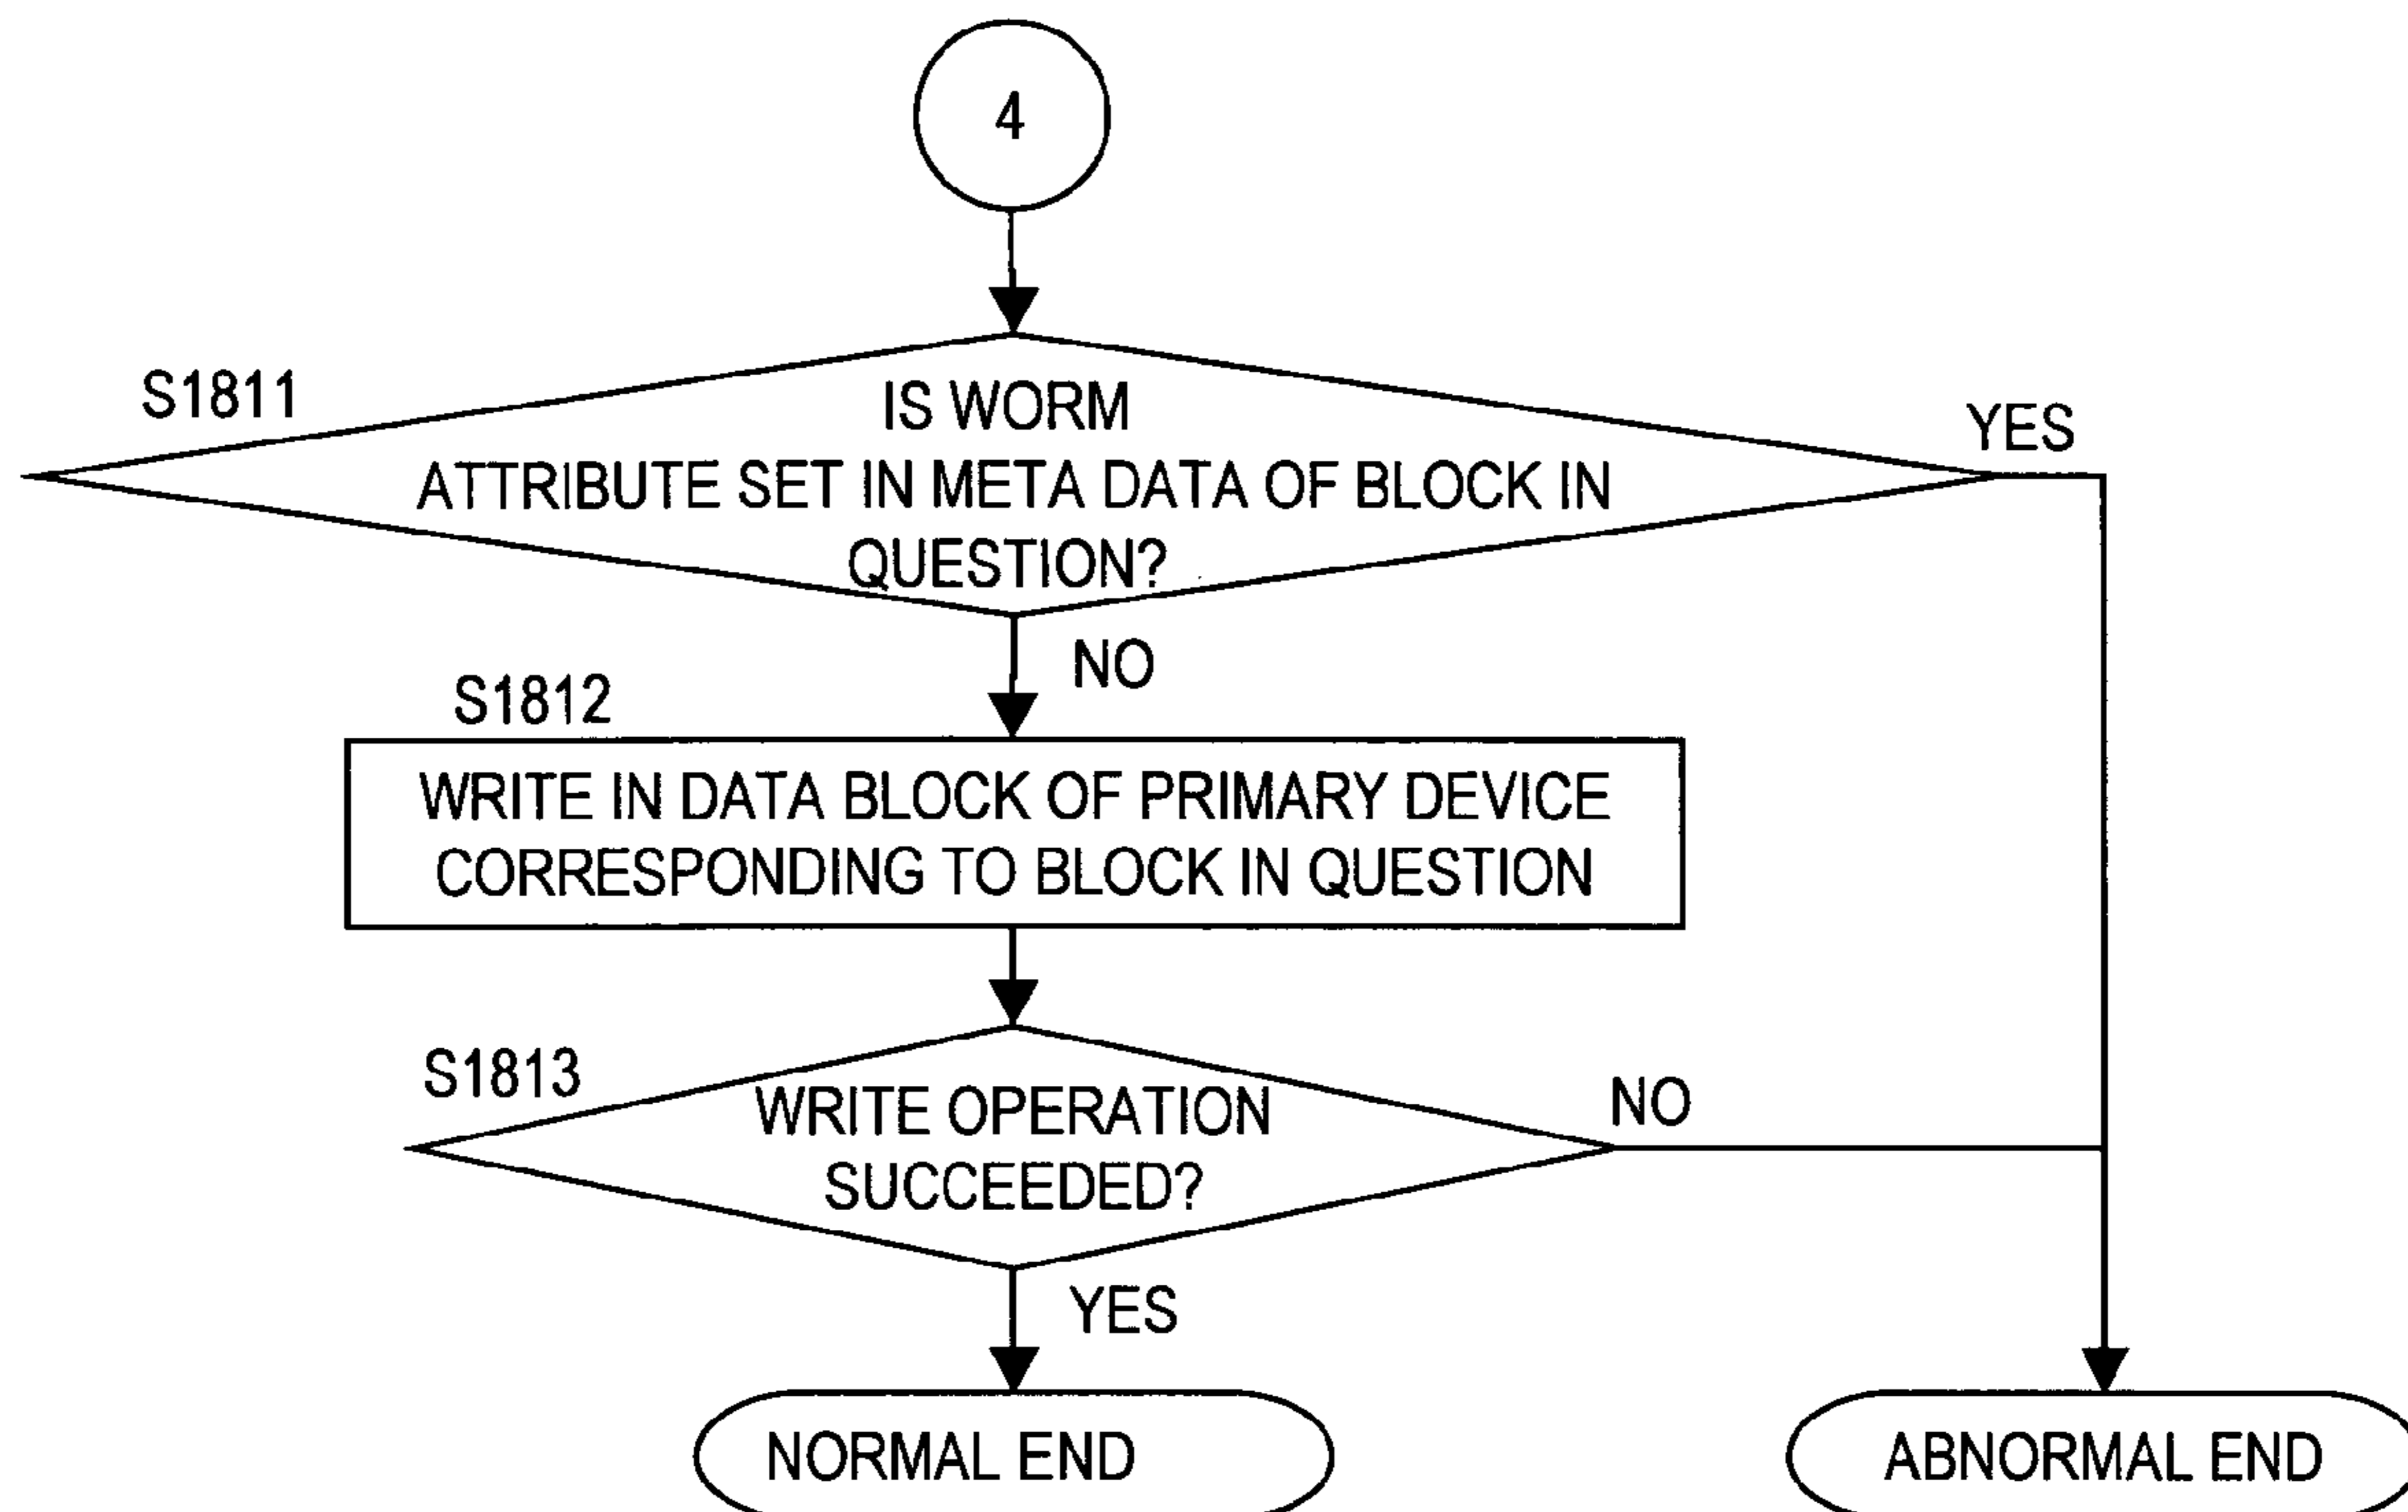 4
S1811
IS WORM
YES
ATTRIBUTE SET IN META DATA OF BLOCK IN
QUESTION?
NO
S1812
WRITE IN DATA BLOCK OF PRIMARY DEVICE
CORRESPONDING TO BLOCK IN QUESTION
S1813
WRITE OPERATION
SUCCEEDED?
NO
YES
NORMAL END
ABNORMAL END